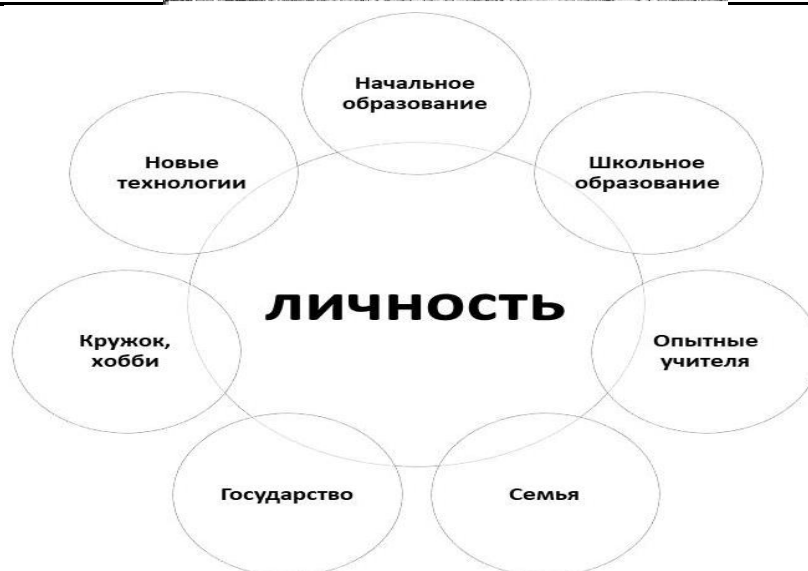 Начальное
образование
Новые
технологии
Школьное
образование
личность
Кружок,
хобби
Опытные
учителя
Государство
Семья